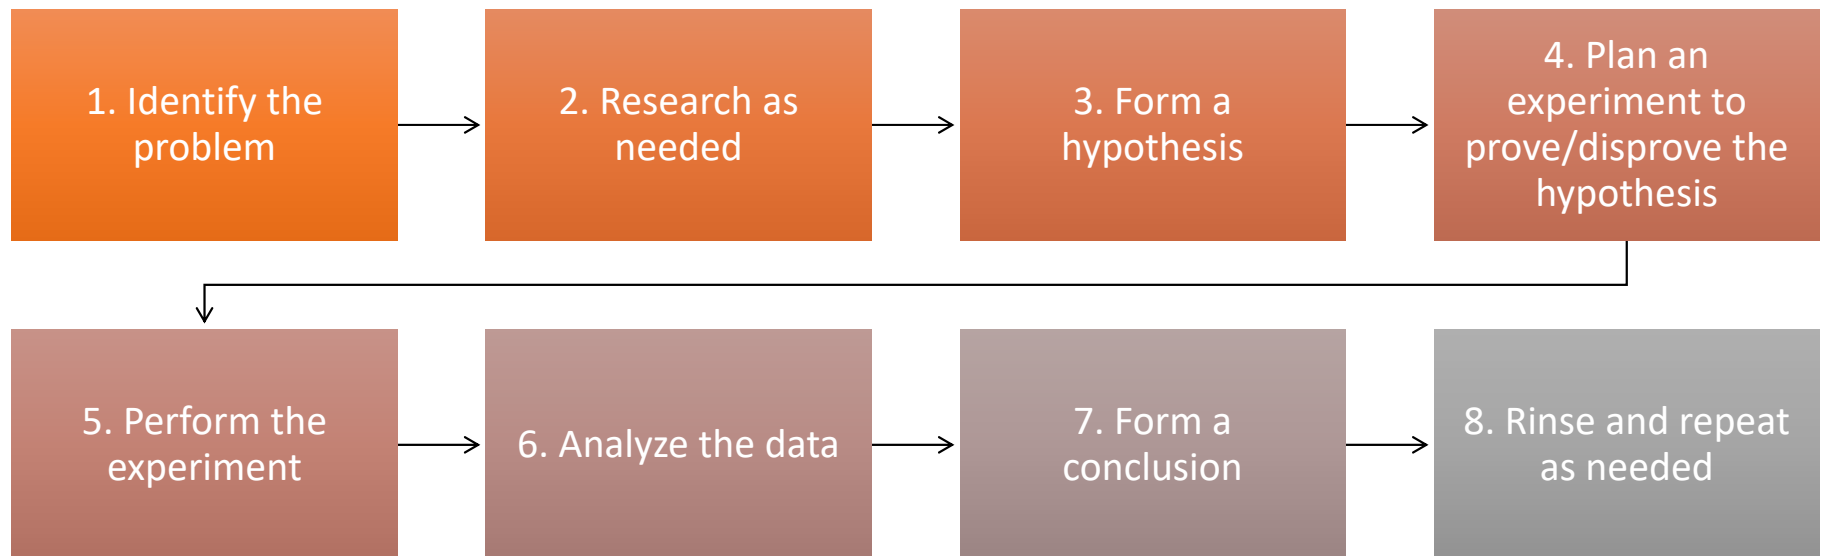 1. Identify the
problem
2. Research as
needed
3. Form a
hypothesis
4. Plan an
experiment to
prove/disprove the
hypothesis
5. Perform the
experiment
6. Analyze the data
7. Form a
conclusion
8. Rinse and repeat
as needed